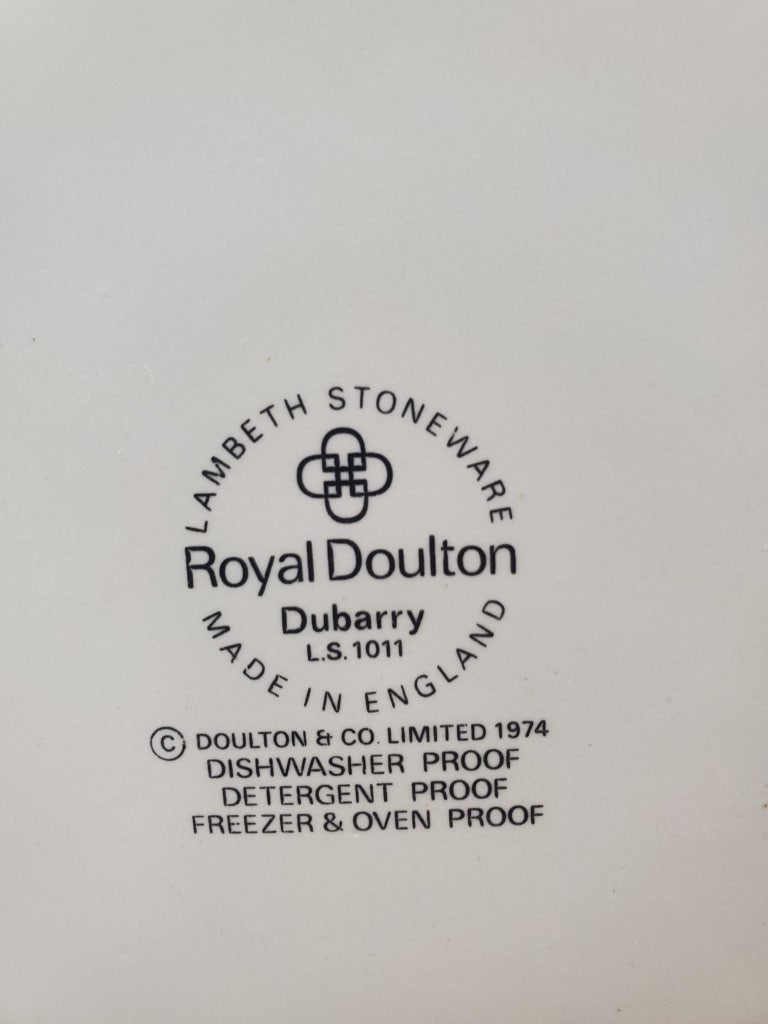 LAMBETH STONEWARE
Royal Doulton
Dubarry
L.S. 1011
MADE IN ENGLAND
© DOULTON & CO. LIMITED 1974
DISHWASHER PROOF
DETERGENT PROOF
FREEZER & OVEN PROOF